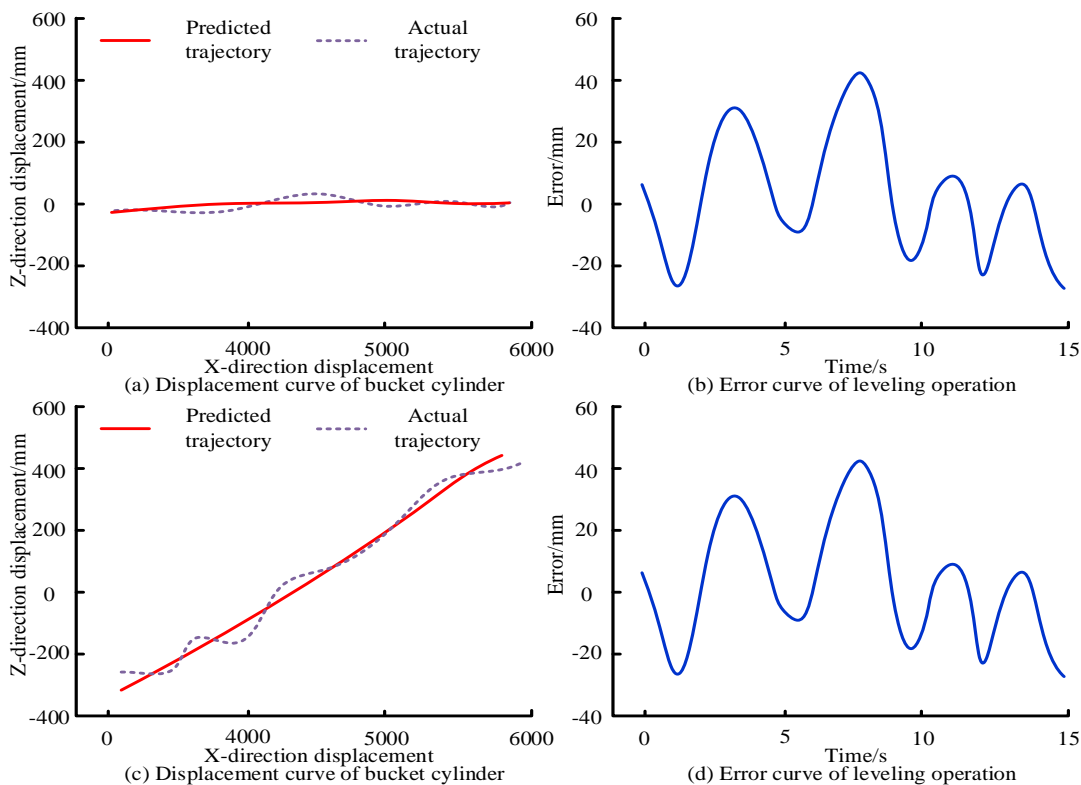 600
400
200
0
-200
-400
Z-direction displacement/mm
Predicted trajectory
Actual trajectory
0 4000 5000 6000
X-direction displacement
(a) Displacement curve of bucket cylinder
60
40
20
0
-20
-40
Error/mm
0 5 10 15
Time/s
(b) Error curve of leveling operation
600
400
200
0
-200
-400
Z-direction displacement/mm
Predicted trajectory
Actual trajectory
0 4000 5000 6000
X-direction displacement
(c) Displacement curve of bucket cylinder
60
40
20
0
-20
-40
Error/mm
0 5 10 15
Time/s
(d) Error curve of leveling operation